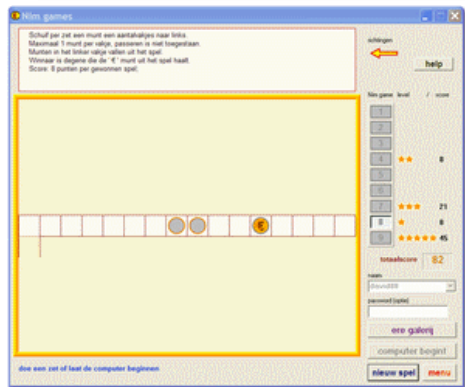 Nim games
Schuif per zet een munt een aantalvakjes naar links.
Maximaal 1 munt per vakje, passeren is niet toegestaan.
Munten in het linker vakje vallen uit het spel.
Winnaar is degene die de ' € ' munt uit het spel haalt.
Score: 8 punten per gewonnen spel;
richtingen
help
Nim game level / score
1
2
3
4 8
5
6
7 21
8 8
9 45
€
totaalscore 82
naam
password (optie)
ere galerij
computer begint
nieuw spel menu
doe een zet of laat de computer beginnen